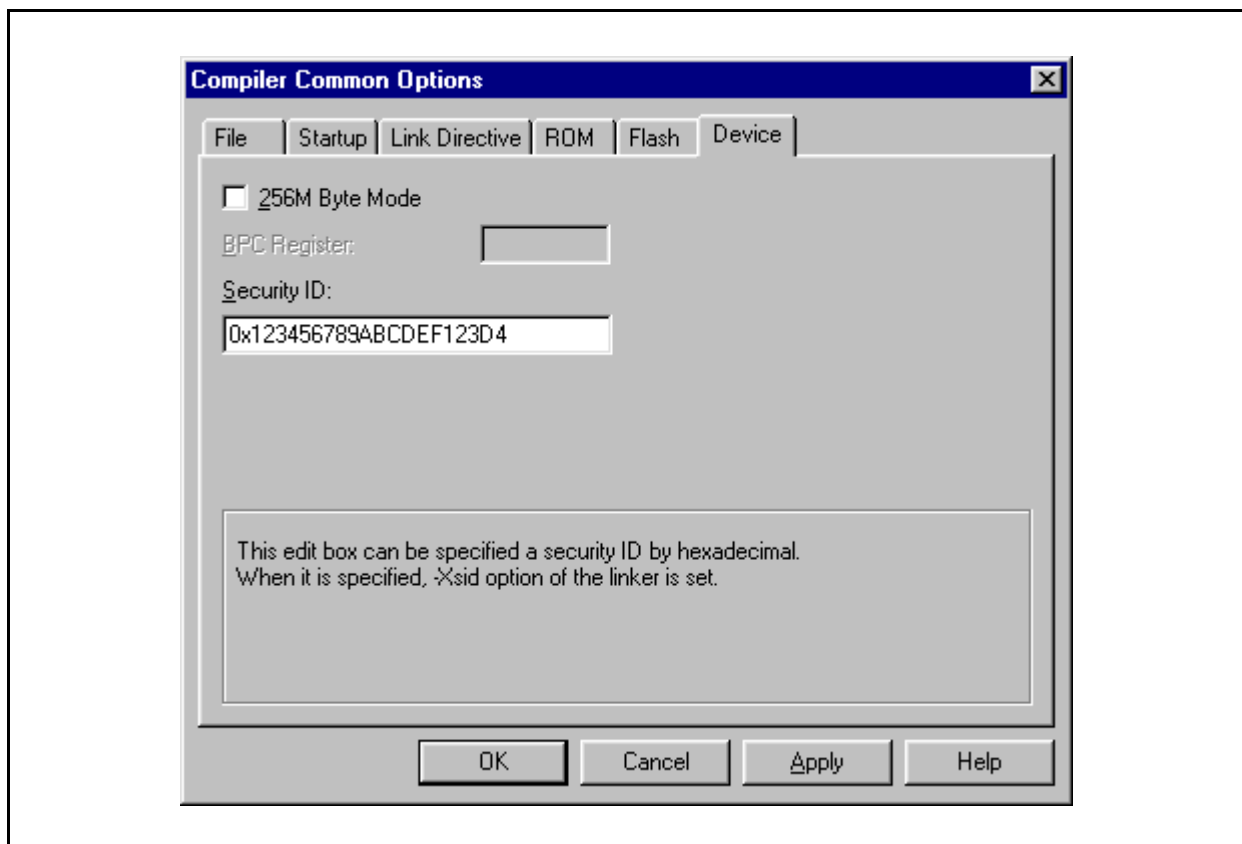 Compiler Common Options
File Startup Link Directive ROM Flash Device
256M Byte Mode
BPC Register:
Security ID:
0x123456789ABCDEF123D4
This edit box can be specified a security ID by hexadecimal.
When it is specified, -Xsid option of the linker is set.
OK Cancel Apply Help